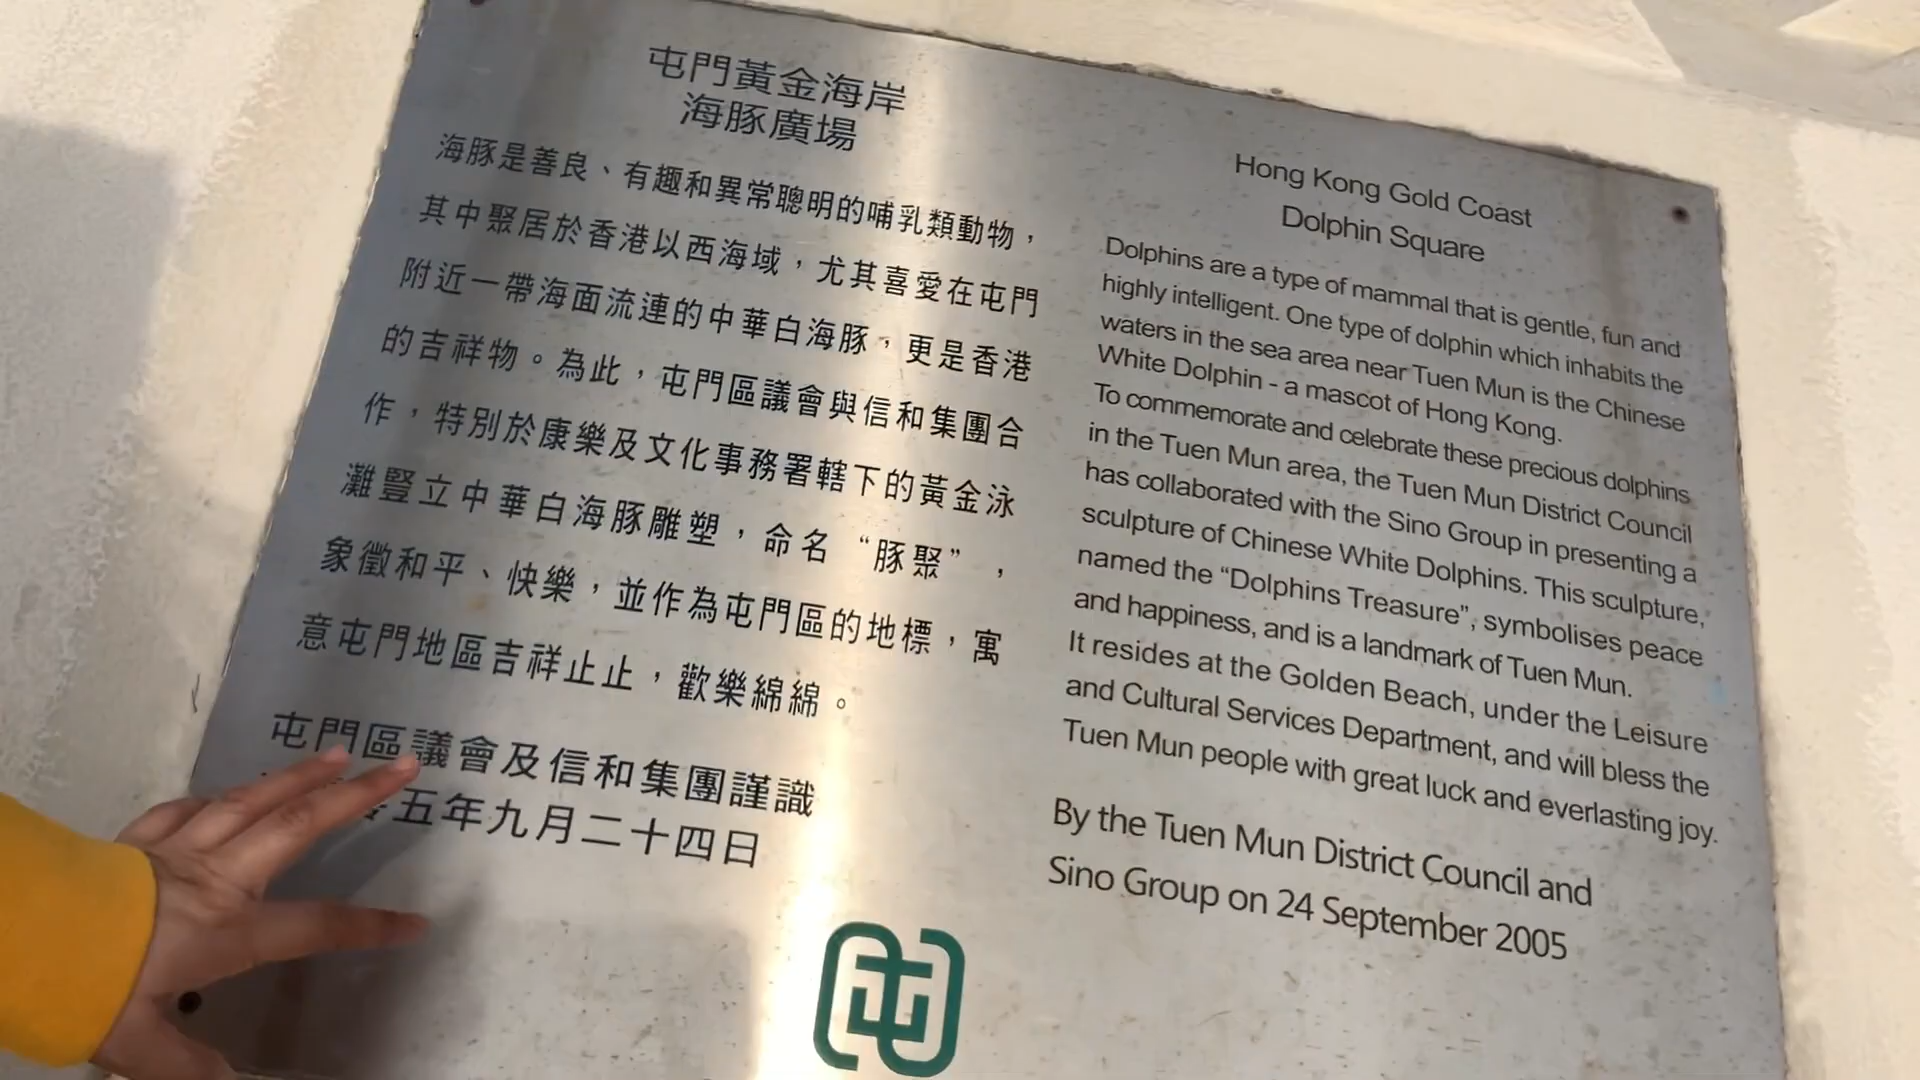 屯門黃金海岸
海豚廣場
海豚是善良、有趣和異常聰明的哺乳類動物，
其中聚居於香港以西海域，尤其喜愛在屯門
附近一帶海面流連的中華白海豚，更是香港
的吉祥物。為此，屯門區議會與信和集團合
作，特別於康樂及文化事務署轄下的黃金泳
灘豎立中華白海豚雕塑，命名“豚聚”，
象徵和平、快樂，並作為屯門區的地標，寓
意屯門地區吉祥止止，歡樂綿綿。
屯門區議會及信和集團謹識
五年九月二十四日
Hong Kong Gold Coast
Dolphin Square
Dolphins are a type of mammal that is gentle, fun and
highly intelligent. One type of dolphin which inhabits the
waters in the sea area near Tuen Mun is the Chinese
White Dolphin - a mascot of Hong Kong.
To commemorate and celebrate these precious dolphins
in the Tuen Mun area, the Tuen Mun District Council
has collaborated with the Sino Group in presenting a
sculpture of Chinese White Dolphins. This sculpture,
named the “Dolphins Treasure”, symbolises peace
and happiness, and is a landmark of Tuen Mun.
It resides at the Golden Beach, under the Leisure
and Cultural Services Department, and will bless the
Tuen Mun people with great luck and everlasting joy.
By the Tuen Mun District Council and
Sino Group on 24 September 2005